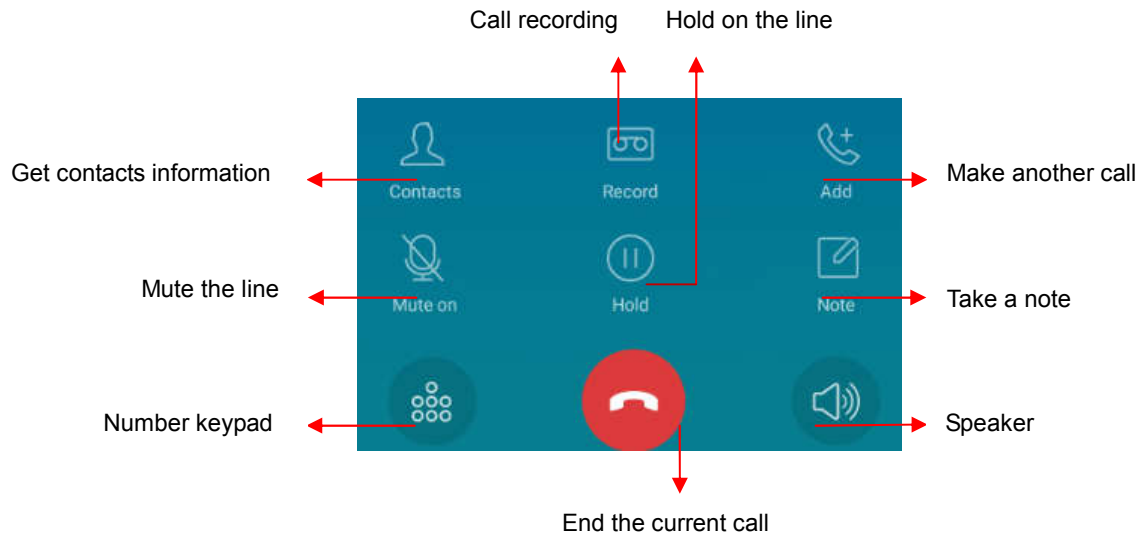 Call recording
Hold on the line
Get contacts information
Contacts
Record
Add
Make another call
Mute the line
Mute on
Hold
Note
Take a note
Number keypad
Speaker
End the current call